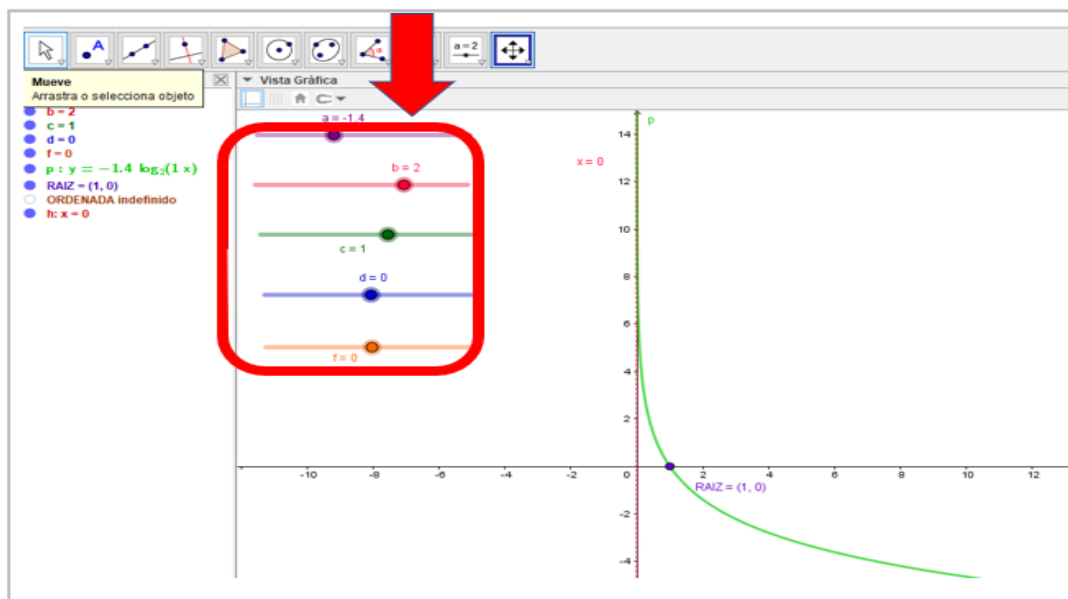 A
α
a=2
Mueve
Arrastra o selecciona objeto
Vista Gráfica
b = 2
c = 1
d = 0
f = 0
p : y = −1.4 log₂(1 x)
RAIZ = (1, 0)
ORDENADA indefinido
h: x = 0
a = -1.4
b = 2
c = 1
d = 0
f = 0
x = 0
p
14
12
10
8
6
4
2
0
-2
-4
-10
-8
-6
-4
-2
2
4
6
8
10
12
RAIZ = (1, 0)